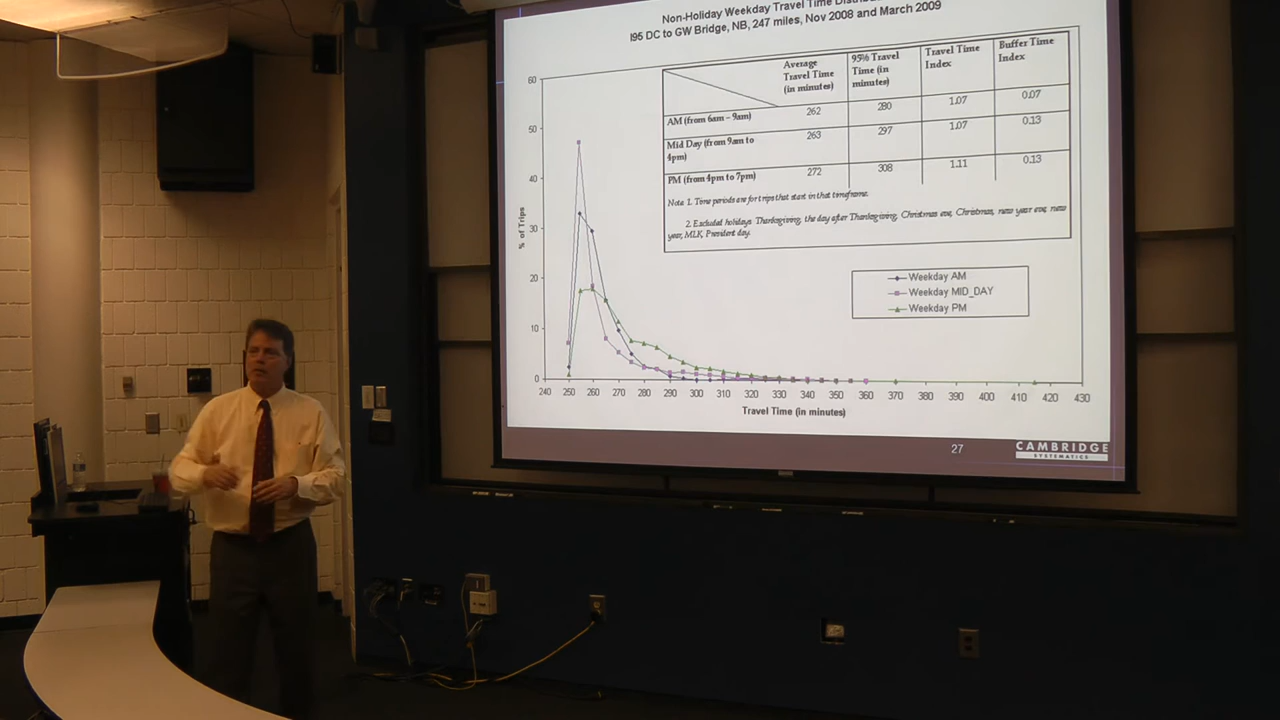 Non-Holiday Weekday Travel Time
I95 DC to GW Bridge, NB, 247 miles, Nov 2008 and March 2009
Average Travel Time (in minutes)
95% Travel Time (in minutes)
Travel Time Index
Buffer Time Index
AM (from 6am – 9am) 262 280 1.07 0.07
Mid Day (from 9am to 4pm) 263 297 1.07 0.13
PM (from 4pm to 7pm) 272 308 1.11 0.13
Note 1. Time periods are for trips that start in that timeframe.
2. Excluded holidays Thanksgiving, the day after Thanksgiving, Christmas eve, Christmas, new year eve, new
year, MLK, President day.
Weekday AM
Weekday MID_DAY
Weekday PM
% of Trips
60
50
40
30
20
10
0
240 250 260 270 280 290 300 310 320 330 340 350 360 370 380 390 400 410 420 430
Travel Time (in minutes)
27
CAMBRIDGE
SYSTEMATICS